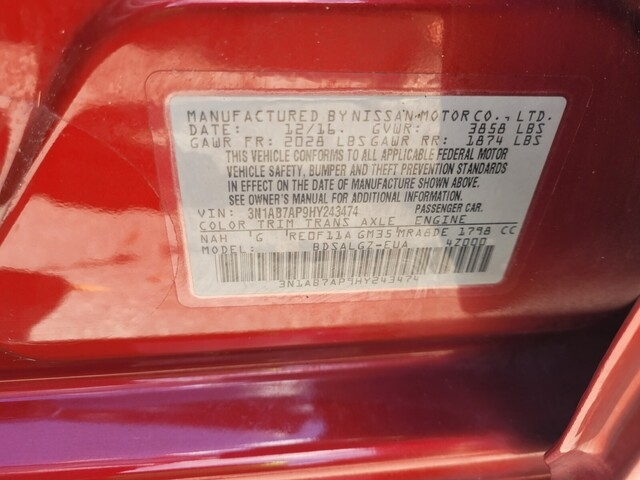 MANUFACTURED BY NISSAN MOTOR CO., LTD.
DATE: 12/16. GVWR: 3858 LBS
GAWR FR: 2028 LBS GAWR RR: 1874 LBS
THIS VEHICLE CONFORMS TO ALL APPLICABLE FEDERAL MOTOR
VEHICLE SAFETY, BUMPER AND THEFT PREVENTION STANDARDS
IN EFFECT ON THE DATE OF MANUFACTURE SHOWN ABOVE.
SEE OWNER'S MANUAL FOR ADDITIONAL INFORMATION.
VIN: 3N1AB7AP9HY243474 PASSENGER CAR.
COLOR TRIM TRANS AXLE ENGINE
NAH G RE0F11A GM35 MRA8DE 1798 CC
MODEL: BDSALGZ-EUA 4Z000
3N1AB7AP9HY243474